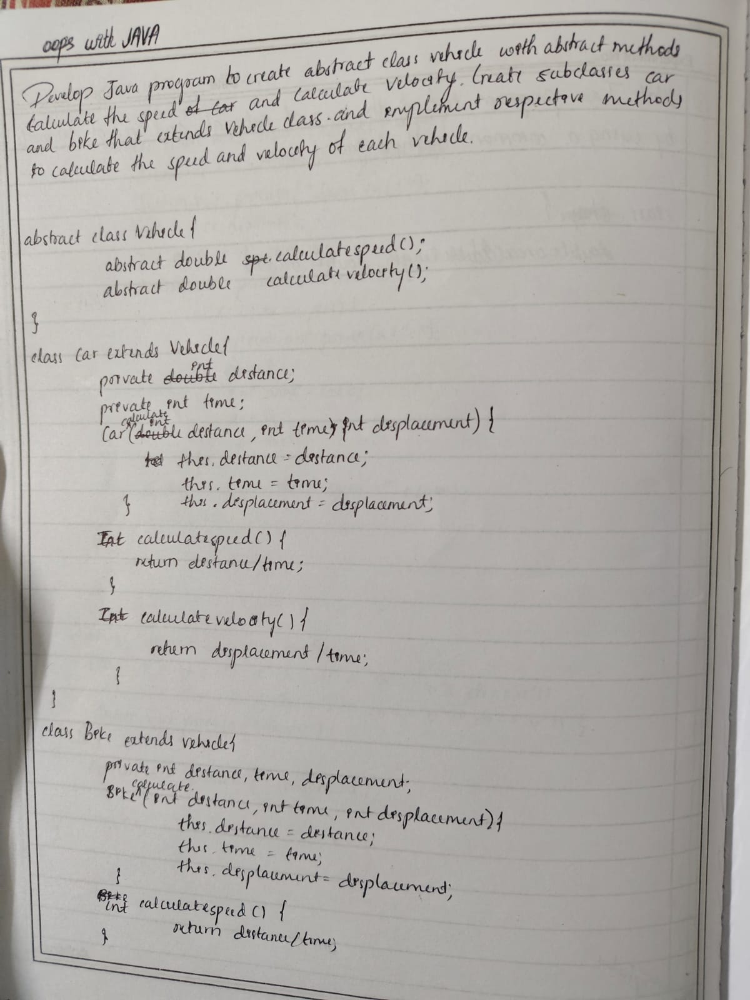 oops with JAVA
Develop Java program to create abstract class vehicle with abstract methods
Calculate the speed of car and Calculate velocity. Create subclasses car
and bike that extends Vehicle class. and implement respective methods
to calculate the speed and velocity of each vehicle.
abstract class Vehicle{
abstract double spe. calculatespeed();
abstract double calculate velocity();
}
class Car extends Vehicle{
int
private double distance;
private int time;
calculate int
Car (double distance, int time, int displacement) {
this. distance = distance;
this. time = time;
} this. displacement = displacement;
Int calculatespeed() {
return distance/time;
}
Int calculate velocity() {
return displacement / time;
}
}
class Bike extends vehicle{
private int distance, time, displacement;
calculate
Bike (int distance, int time, int displacement) {
this. distance = distance;
this. time = time;
this. displacement = displacement;
}
Bike
int calculatespeed () {
return distance/time;
}